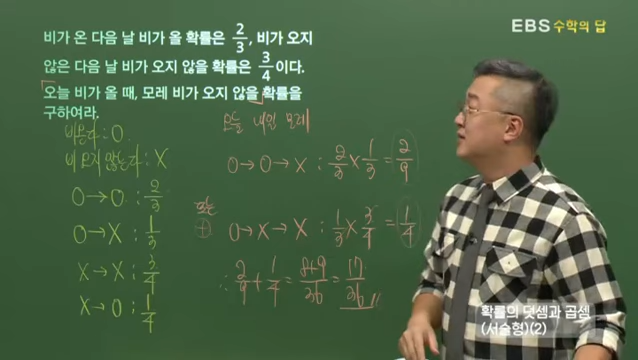 비가 온 다음 날 비가 올 확률은 2/3, 비가 오지
않은 다음 날 비가 오지 않을 확률은 3/4이다.
오늘 비가 올 때, 모레 비가 오지 않을 확률을
구하여라.
EBS 수학의 답
비온다 : O
비 오지 않는다 : X
O→O : 2/3
O→X : 1/3
X→X : 3/4
X→O : 1/4
오늘 내일 모레
O→O→X : 2/3 × 1/3 = 2/9
또는
+
O→X→X : 1/3 × 3/4 = 1/4
∴ 2/9 + 1/4 = 8+9/36 = 17/36
확률의 덧셈과 곱셈
(서술형)(2)